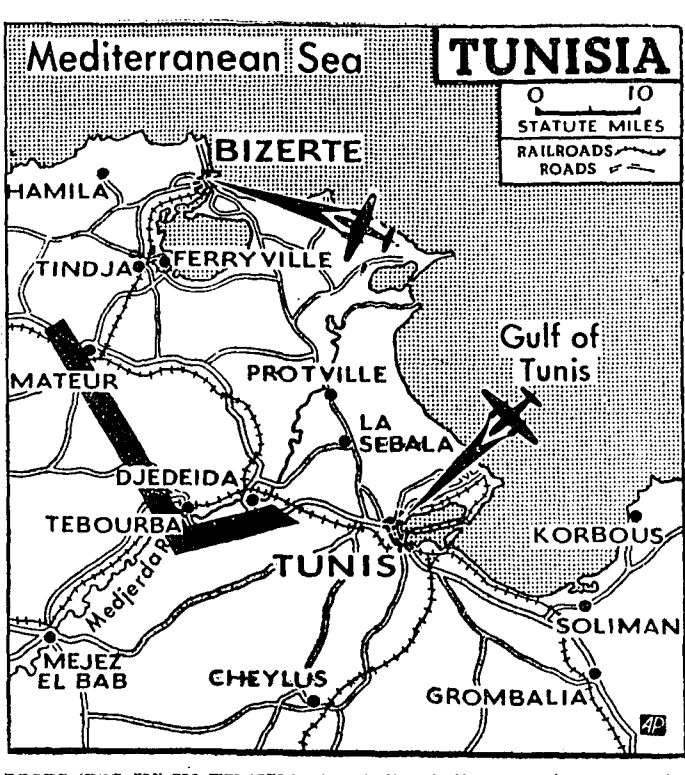 Mediterranean Sea
TUNISIA
0 10
STATUTE MILES
RAILROADS
ROADS
BIZERTE
HAMILA
TINDJA
FERRYVILLE
Gulf of
Tunis
MATEUR
PROTVILLE
LA
SEBALA
DJEDEIDA
TEBOURBA
KORBOUS
TUNIS
Medjerda R.
SOLIMAN
MEJEZ
EL BAB
CHEYLUS
GROMBALIA
AP